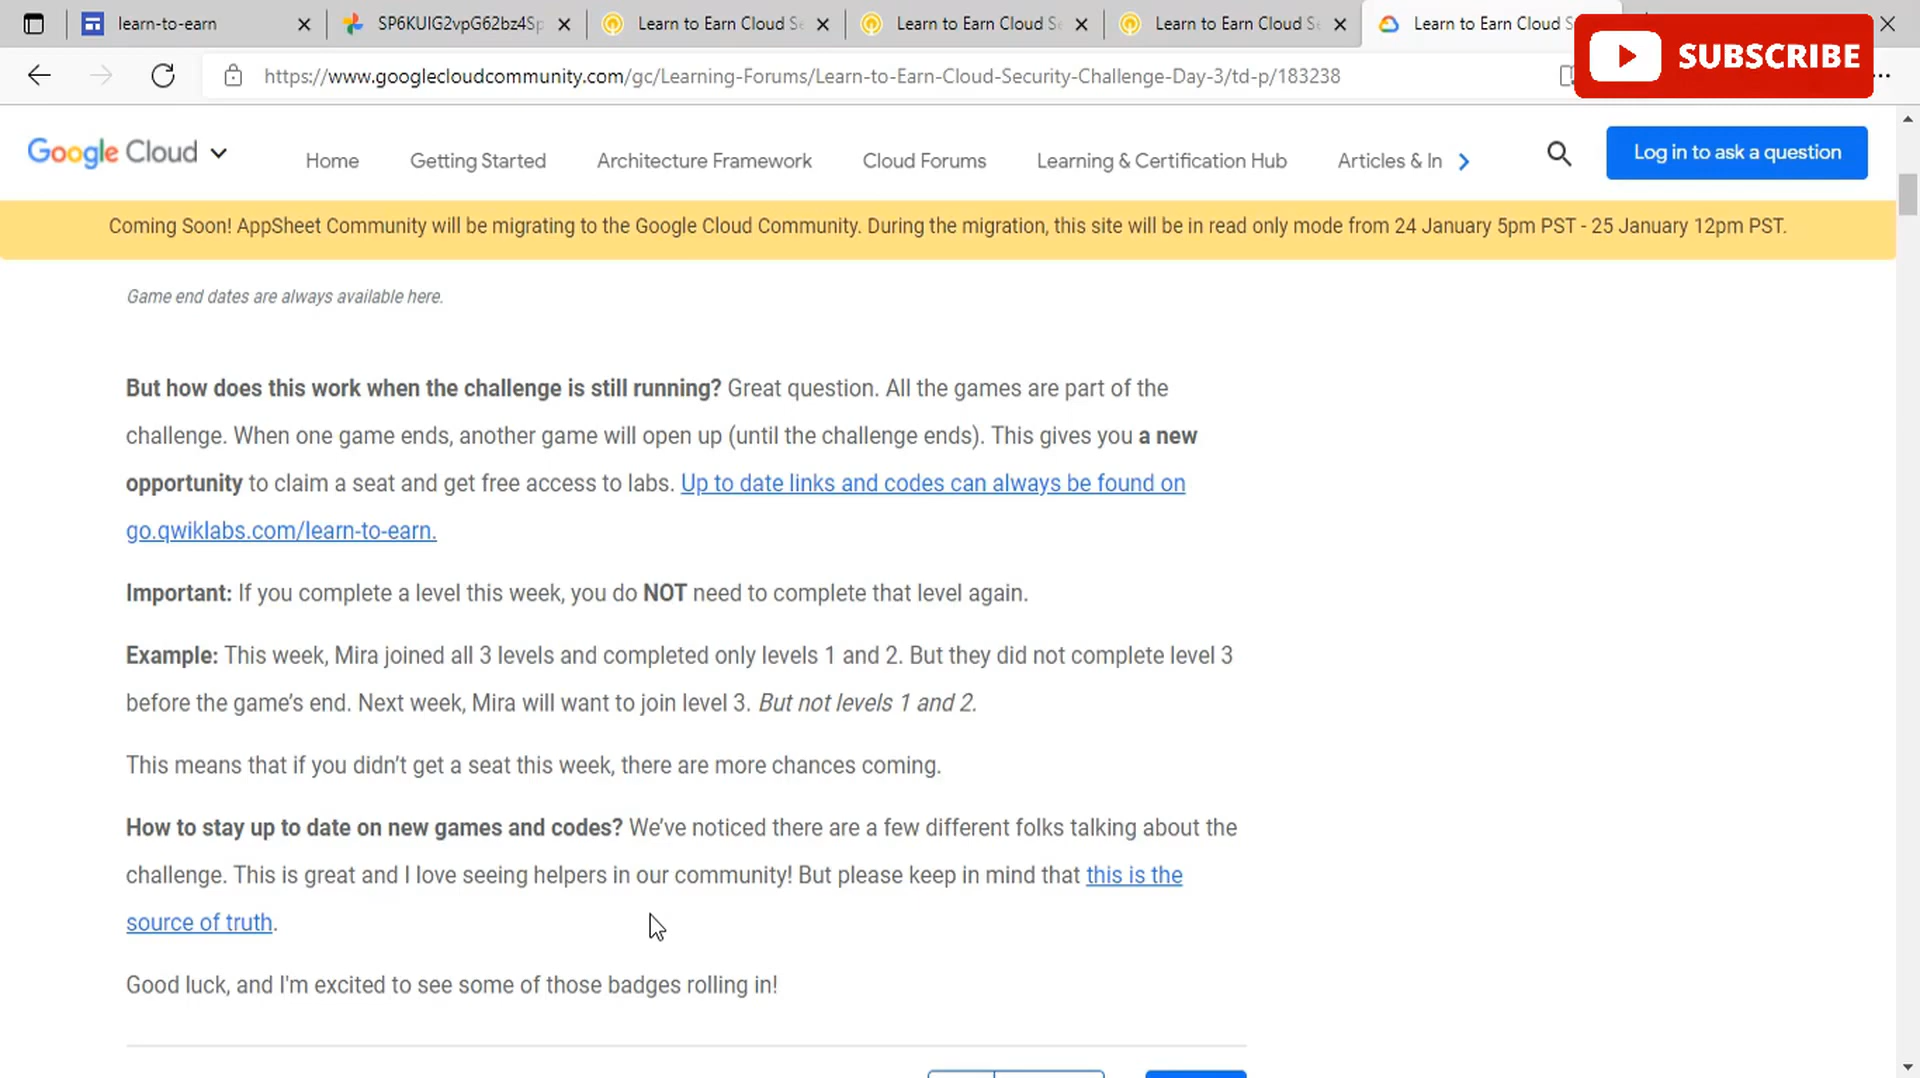 learn-to-earn
SP6KUIG2vpG62bz4Sp
Learn to Earn Cloud Se
Learn to Earn Cloud Se
Learn to Earn Cloud Se
Learn to Earn Cloud S
SUBSCRIBE
https://www.googlecloudcommunity.com/gc/Learning-Forums/Learn-to-Earn-Cloud-Security-Challenge-Day-3/td-p/183238
Google Cloud
Home
Getting Started
Architecture Framework
Cloud Forums
Learning & Certification Hub
Articles & In
Log in to ask a question
Coming Soon! AppSheet Community will be migrating to the Google Cloud Community. During the migration, this site will be in read only mode from 24 January 5pm PST - 25 January 12pm PST.
Game end dates are always available here.
But how does this work when the challenge is still running? Great question. All the games are part of the
challenge. When one game ends, another game will open up (until the challenge ends). This gives you a new
opportunity to claim a seat and get free access to labs. Up to date links and codes can always be found on
go.qwiklabs.com/learn-to-earn.
Important: If you complete a level this week, you do NOT need to complete that level again.
Example: This week, Mira joined all 3 levels and completed only levels 1 and 2. But they did not complete level 3
before the game's end. Next week, Mira will want to join level 3. But not levels 1 and 2.
This means that if you didn't get a seat this week, there are more chances coming.
How to stay up to date on new games and codes? We've noticed there are a few different folks talking about the
challenge. This is great and I love seeing helpers in our community! But please keep in mind that this is the
source of truth.
Good luck, and I'm excited to see some of those badges rolling in!